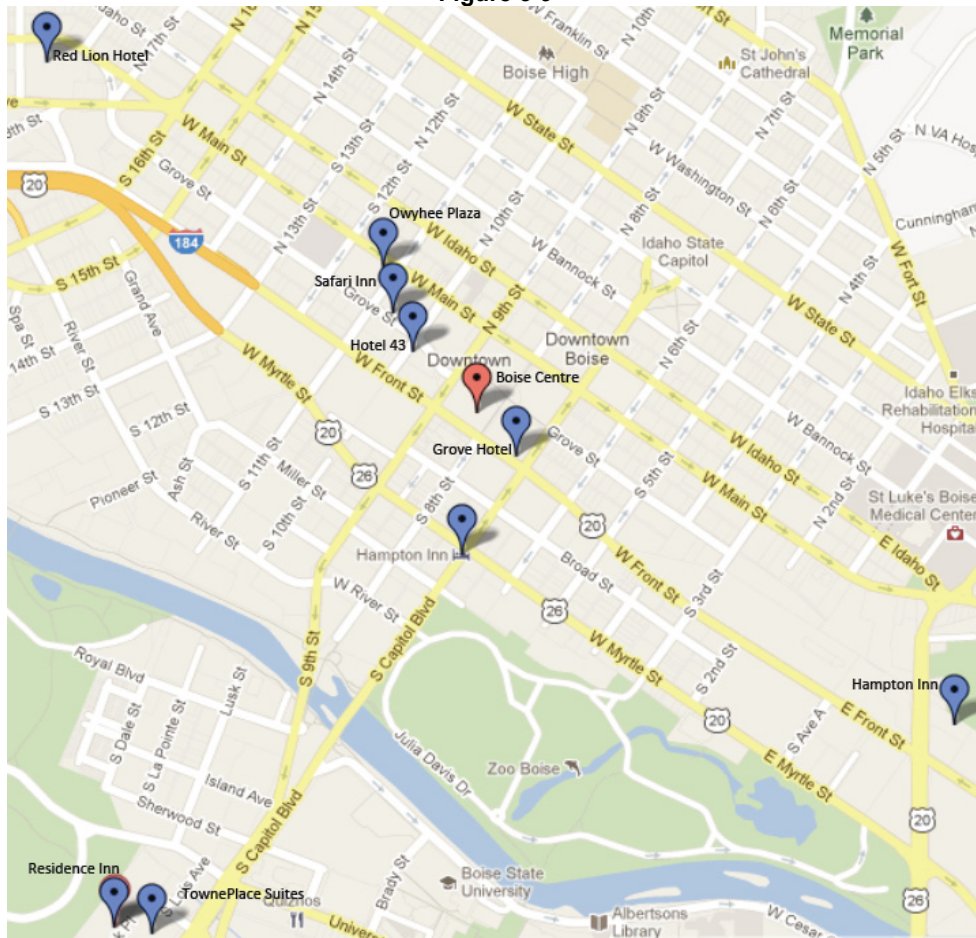 Red Lion Hotel
Idaho St
N 17th St
N 16th St
N 15th St
N 14th St
S 13th St
N 12th St
W Franklin St
N 10th St
Memorial
Park
Boise High
St John's
Cathedral
N 9th St
N 7th St
N 5th St
W State St
W Main St
S 16th St
Grove St
20
W Washington St
N 8th St
N 6th St
N VA Hos
Cunningham
S 12th St
N 13th St
N 10th St
184
S 15th St
Owyhee Plaza
W Idaho St
W Bannock St
Idaho State
Capitol
N 4th St
W Fort St
Safari Inn
Grove St
W Main St
N 9th St
W State St
Grand Ave
River St
Spa St
14th St
Hotel 43
Downtown
Downtown
Boise
N 6th St
W Myrtle St
W Front St
Boise Centre
Idaho Elks
Rehabilitation
Hospital
S 13th St
S 12th St
20
Grove Hotel
Grove St
W Idaho St
W Bannock St
S 11th St
Ash St
Miller St
26
S 5th St
W Main St
N 2nd St
St Luke's Boise
Medical Center
Pioneer St
S 10th St
S 8th St
River St
20
E Idaho St
Hampton Inn
Broad St
W Front St
W River St
26
S 3rd St
S 9th St
S Capitol Blvd
W Myrtle St
S 2nd St
Royal Blvd
Lusk St
Hampton Inn
20
E Front St
S Dale St
S La Pointe St
Julia Davis Dr
S Ave A
Zoo Boise
E Myrtle St
Island Ave
Sherwood St
S Capitol Blvd
20
Residence Inn
Lois Ave
TownePlace Suites
Quiznos
Brady St
Boise State
University
26
Albertsons
Library
W Cesar